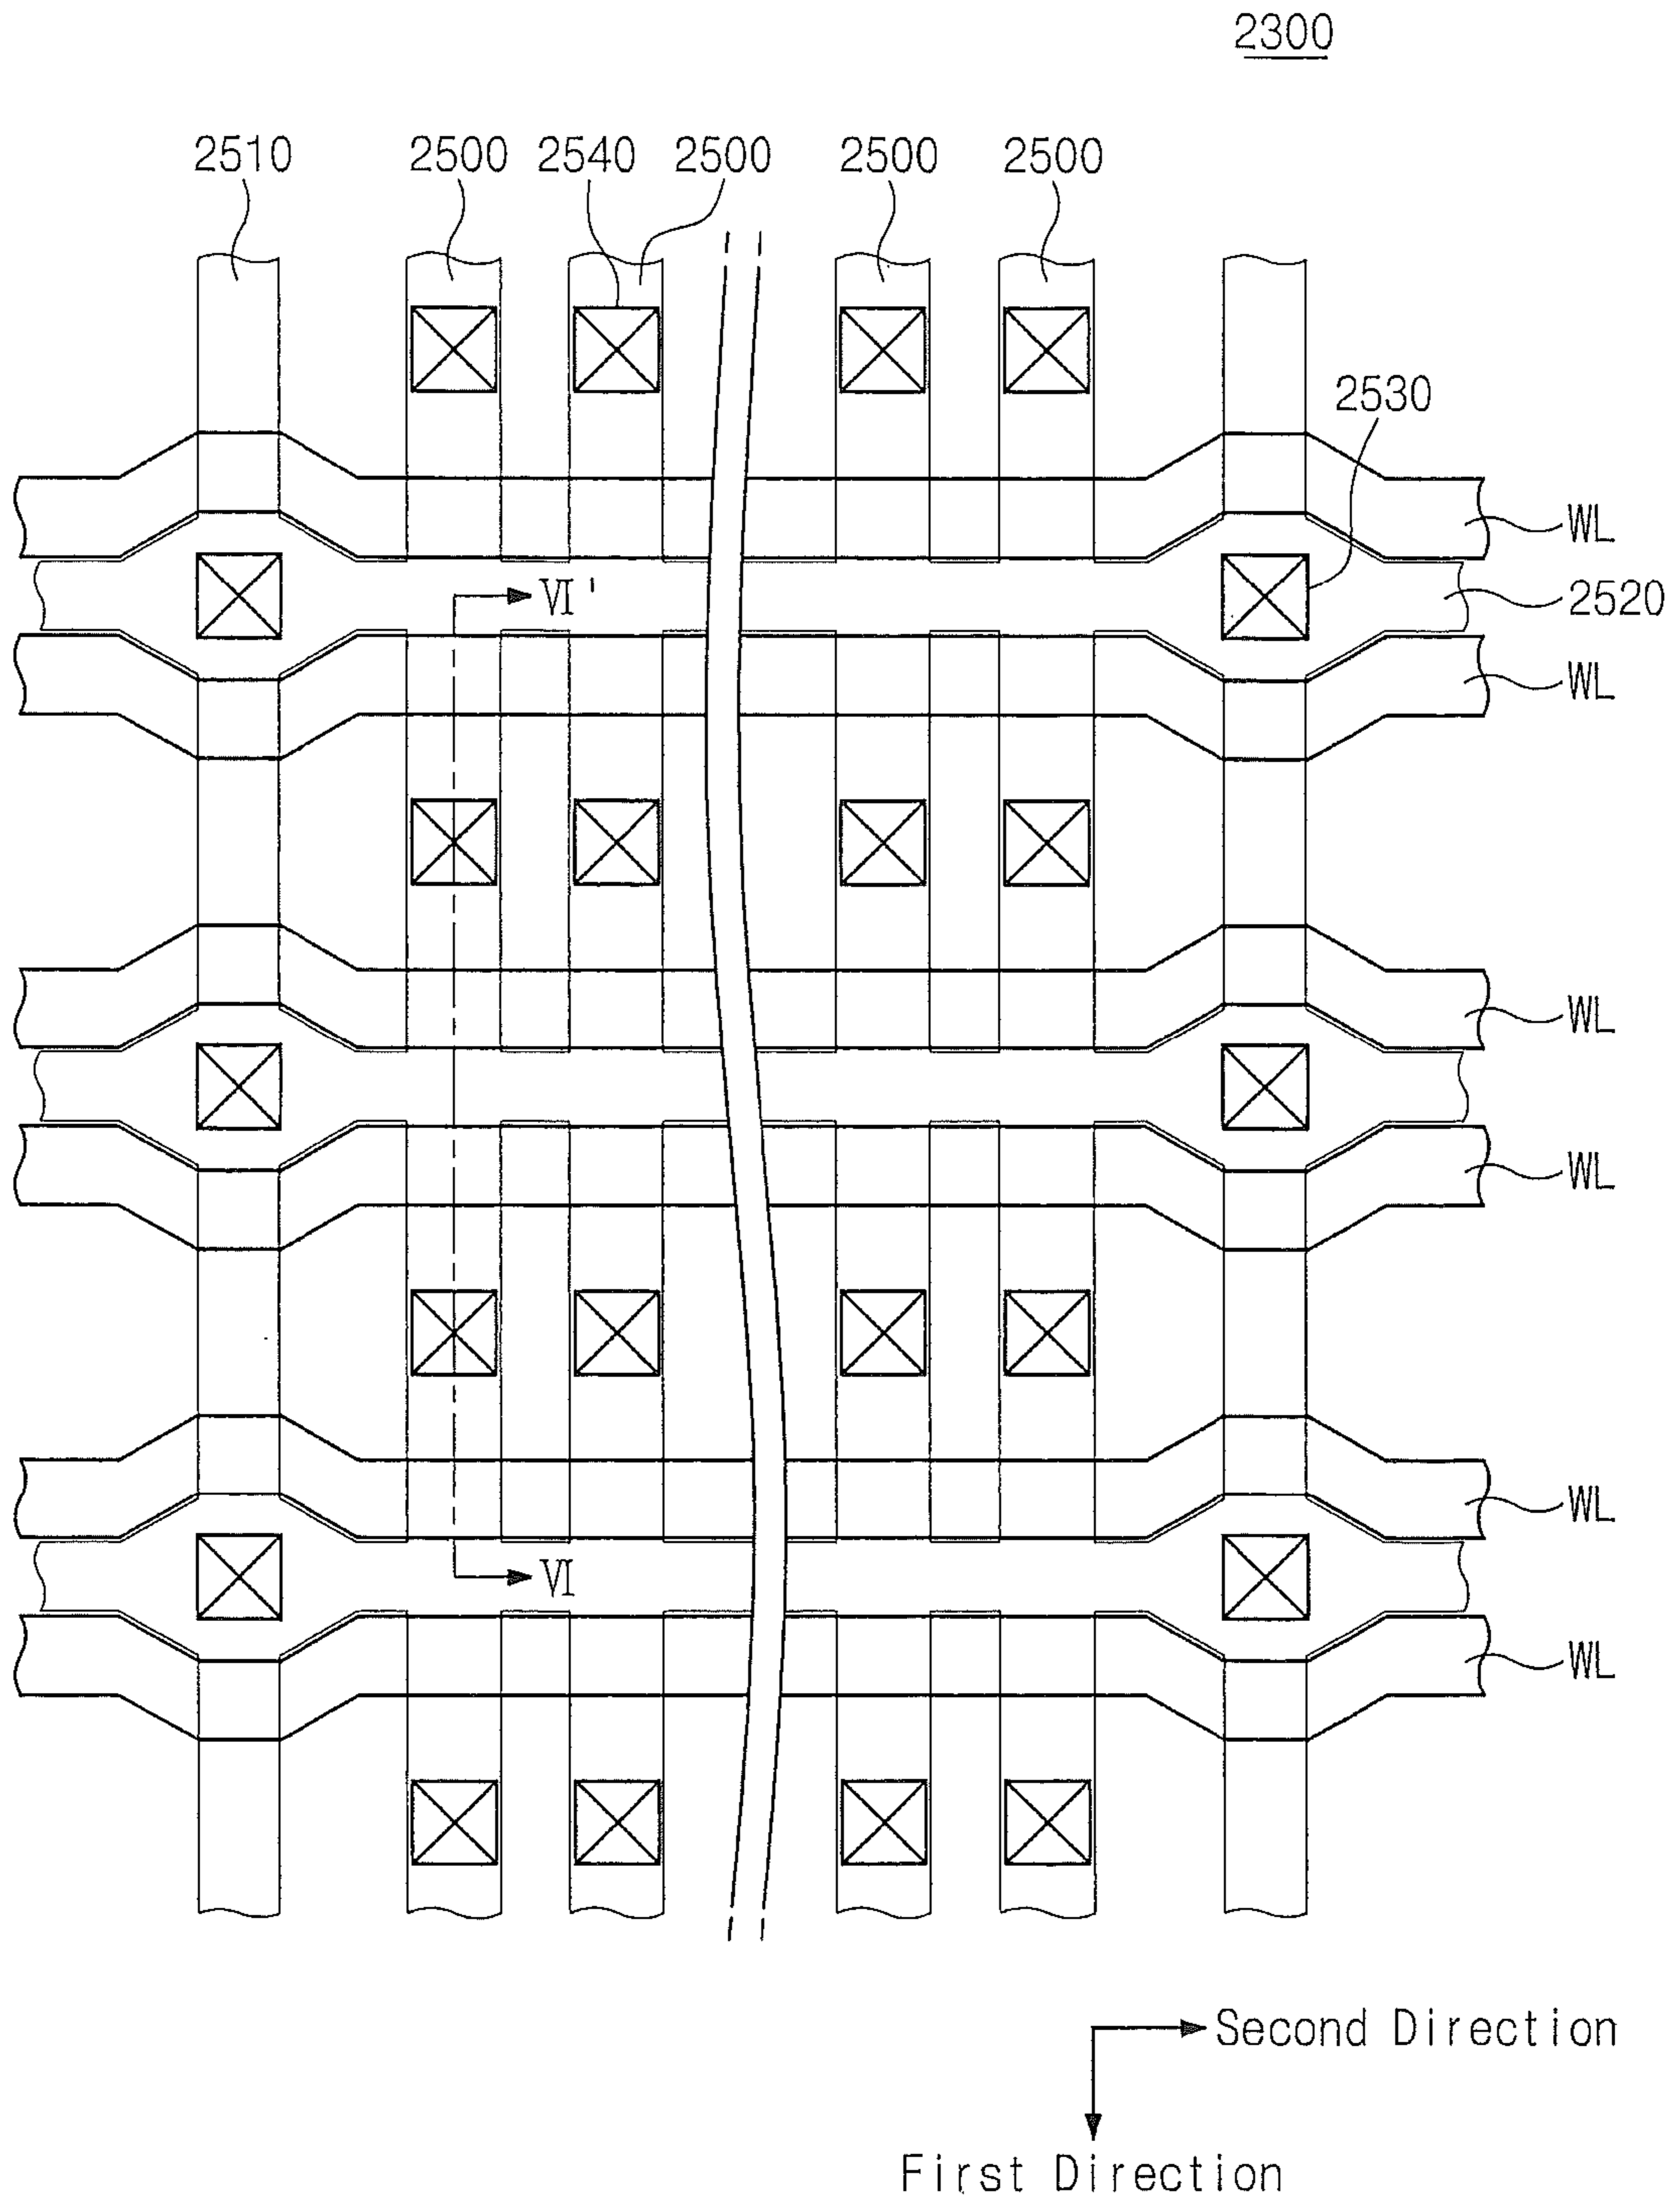 2300
2510 2500 2540 2500 2500 2500
2530
WL
VI'
2520
WL
WL
WL
WL
VI
WL
Second Direction
First Direction